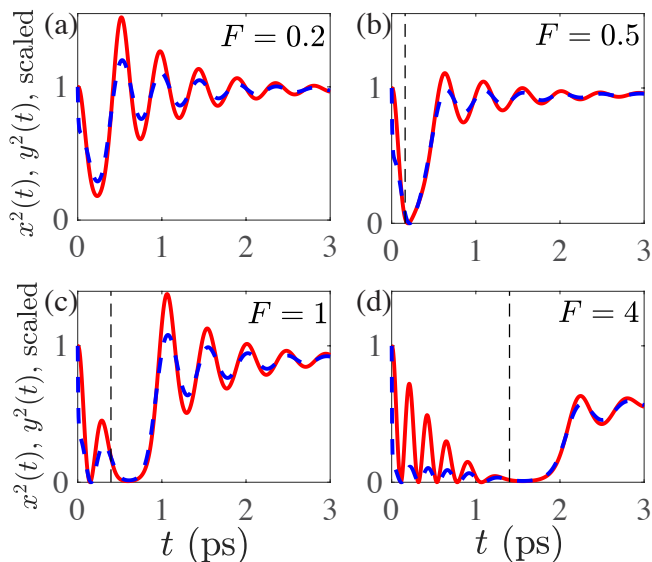 (a) F = 0.2
x²(t), y²(t), scaled
1
0
0 1 2 3
(b) F = 0.5
1
0
0 1 2 3
(c) F = 1
x²(t), y²(t), scaled
1
0
0 1 2 3
t (ps)
(d) F = 4
1
0
0 1 2 3
t (ps)